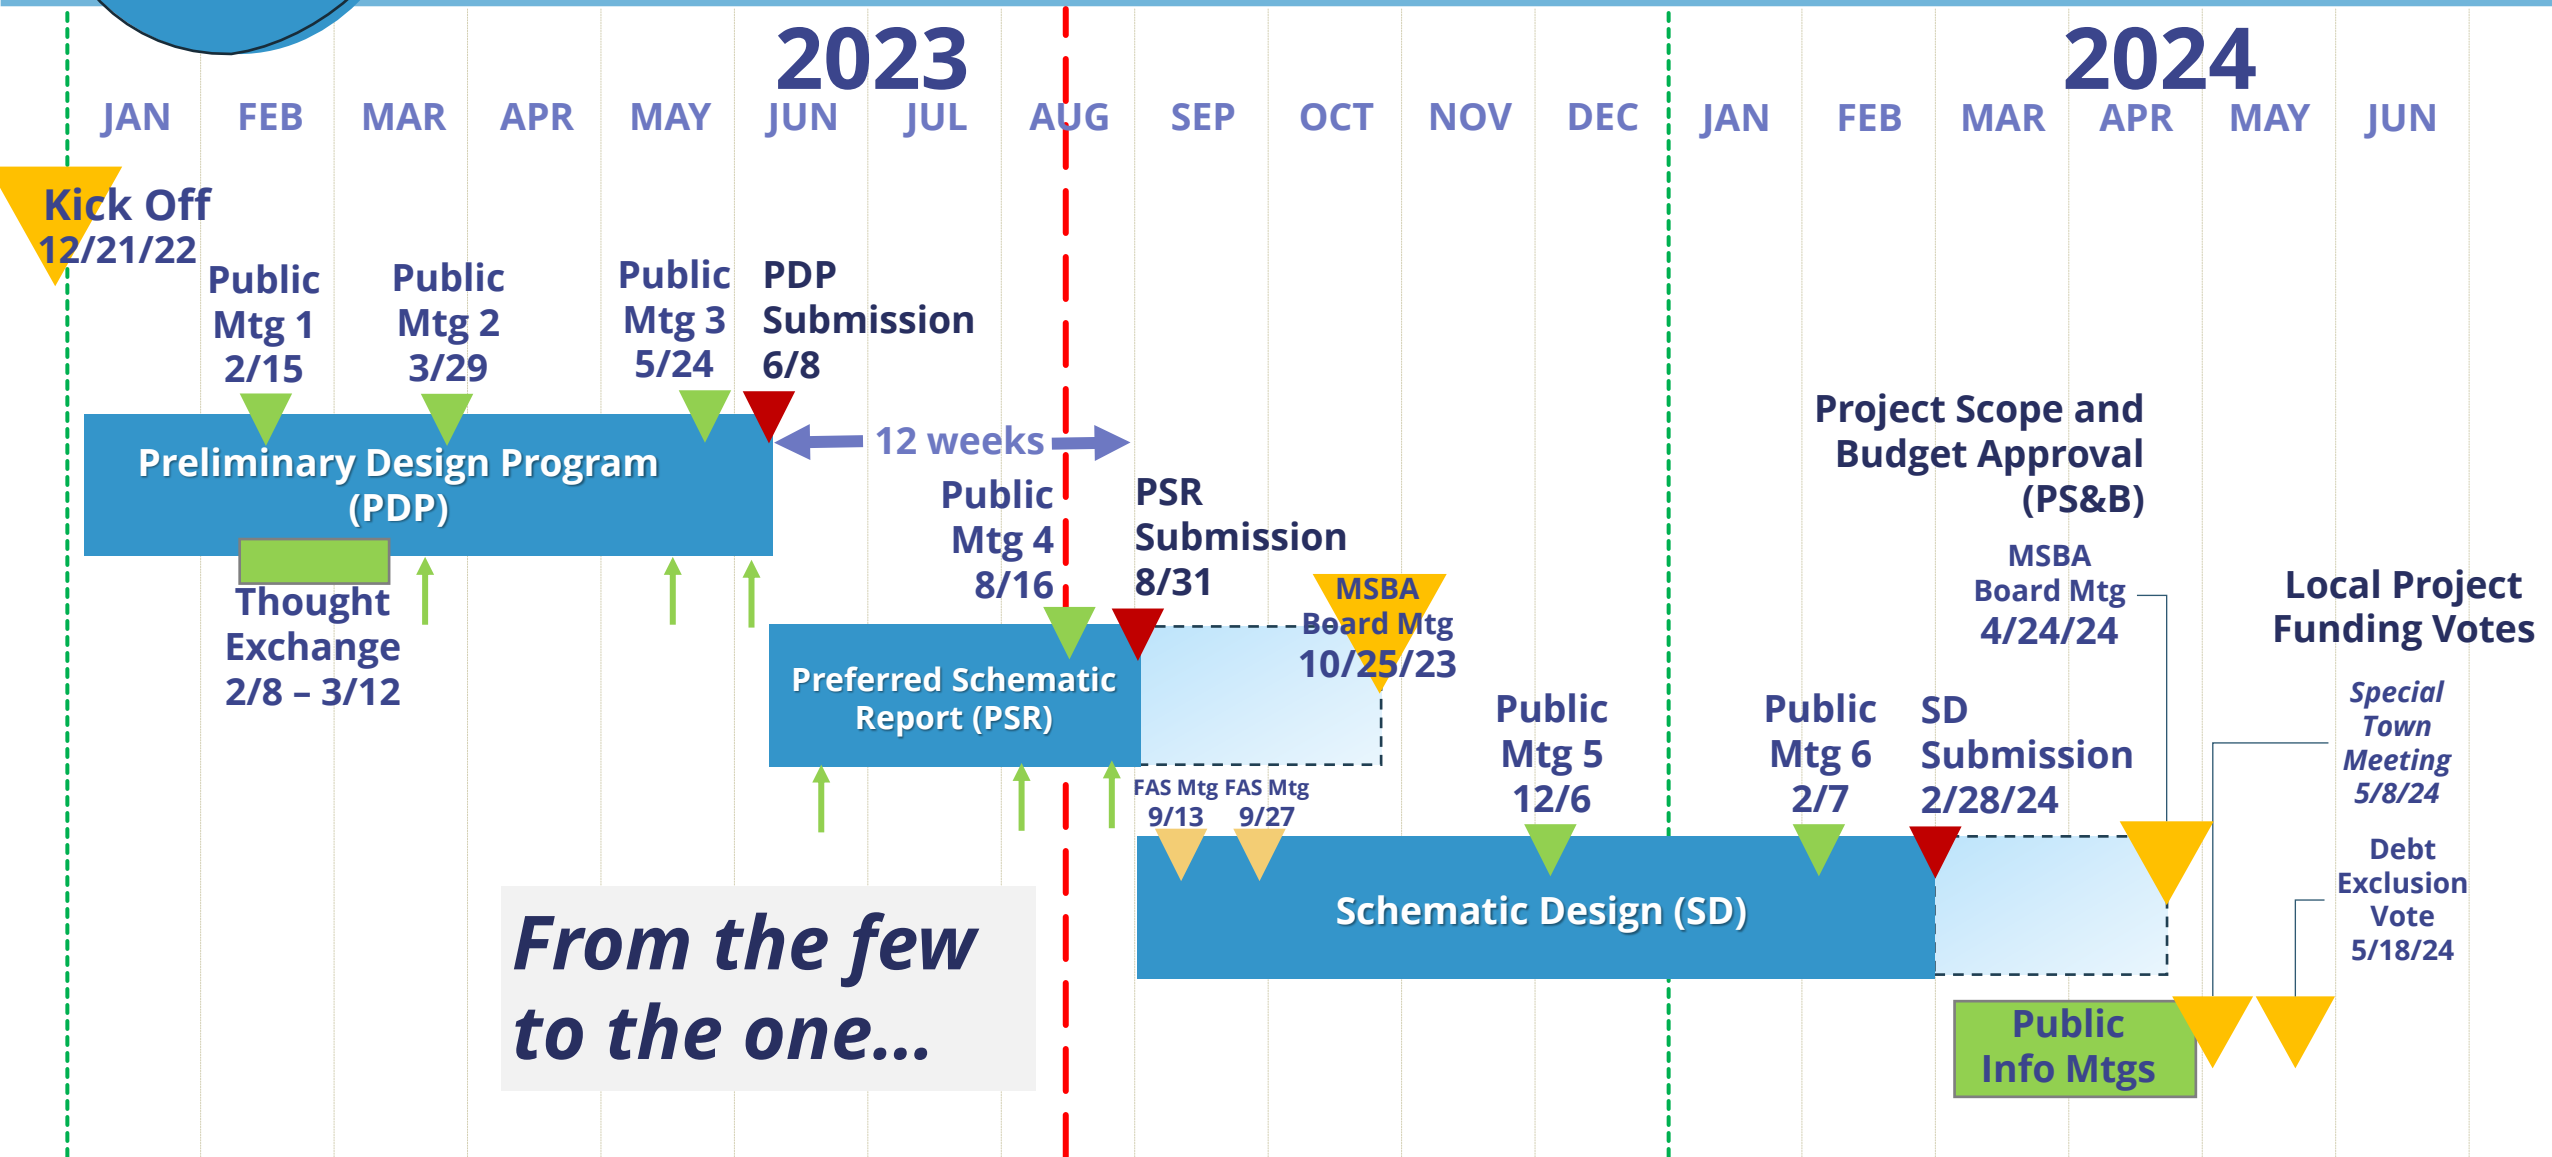 2023
2024
JAN FEB MAR APR MAY JUN JUL AUG SEP OCT NOV DEC JAN FEB MAR APR MAY JUN
Kick Off
12/21/22
Public
Mtg 1
2/15
Public
Mtg 2
3/29
Public
Mtg 3
5/24
PDP
Submission
6/8
Preliminary Design Program
(PDP)
12 weeks
Thought
Exchange
2/8 – 3/12
Public
Mtg 4
8/16
PSR
Submission
8/31
Preferred Schematic
Report (PSR)
MSBA
Board Mtg
10/25/23
FAS Mtg
9/13
FAS Mtg
9/27
Public
Mtg 5
12/6
Public
Mtg 6
2/7
SD
Submission
2/28/24
Schematic Design (SD)
Project Scope and
Budget Approval
(PS&B)
MSBA
Board Mtg
4/24/24
Local Project
Funding Votes
Special
Town
Meeting
5/8/24
Debt
Exclusion
Vote
5/18/24
Public
Info Mtgs
From the few
to the one...